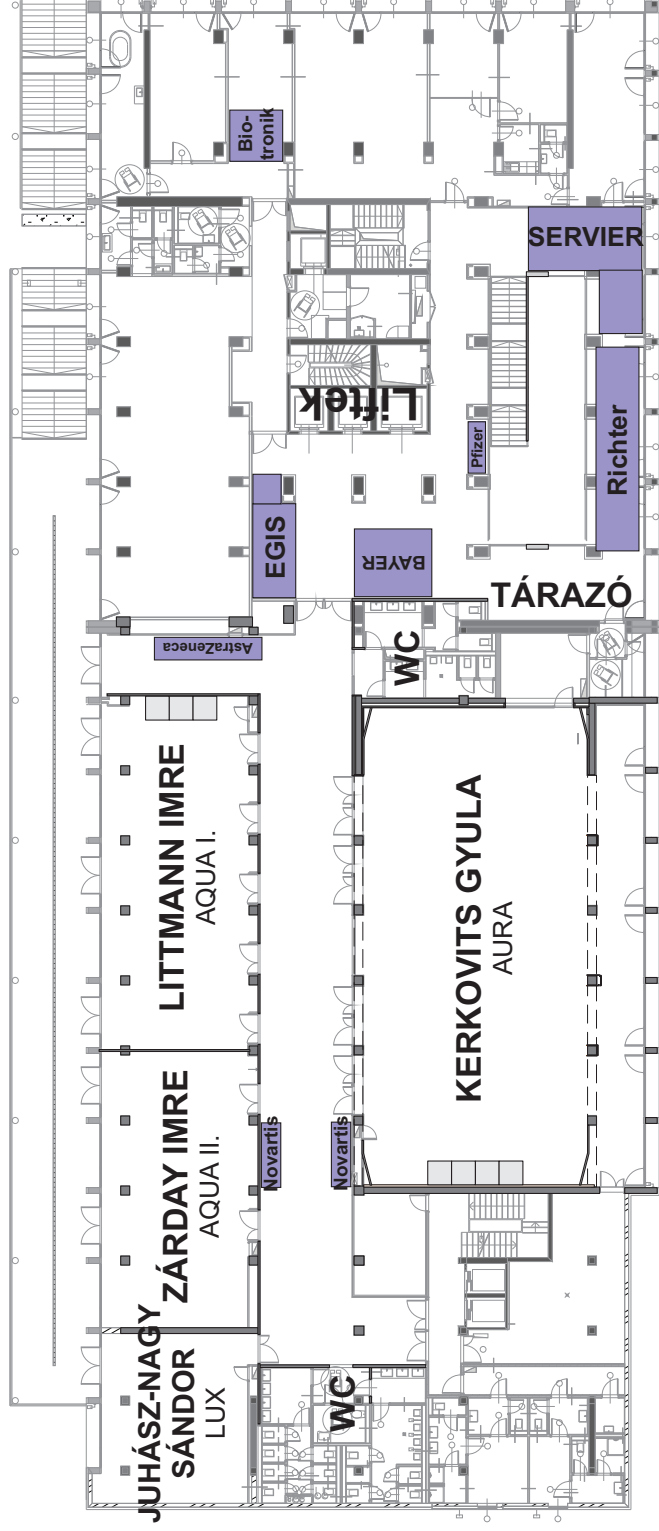 Bio-
tronik
SERVIER
Liftek
Pfizer
Richter
EGIS
BAYER
TÁRAZÓ
AstraZeneca
WC
LITTMANN IMRE
AQUA I.
KERKOVITS GYULA
AURA
ZÁRDAY IMRE
AQUA II.
Novartis
Novartis
JUHÁSZ-NAGY
SÁNDOR
LUX
WC